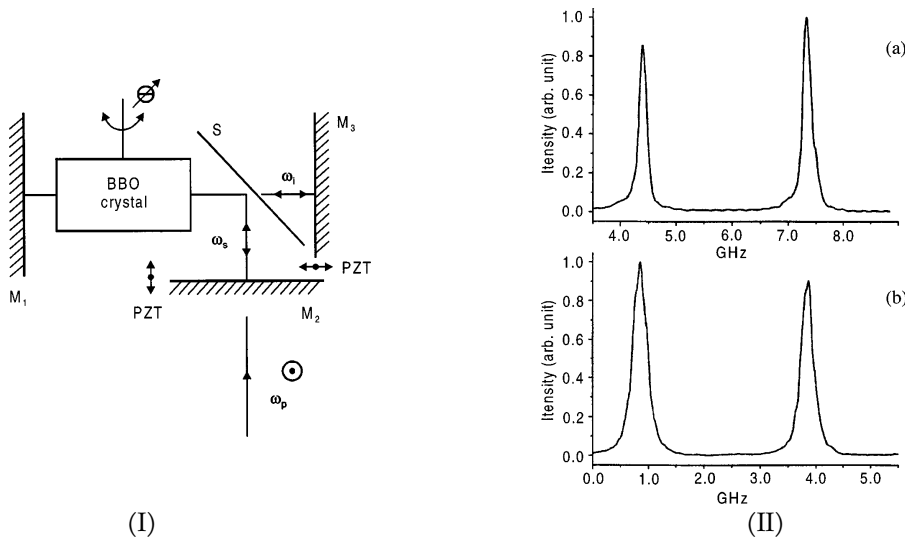 θ
S
M3
BBO
crystal
ωi
ωs
PZT
M1
PZT
M2
ωp
(I)
Itensity (arb. unit)
1.0
0.8
0.6
0.4
0.2
0.0
4.0 5.0 6.0 7.0 8.0
GHz
(a)
Itensity (arb. unit)
1.0
0.8
0.6
0.4
0.2
0.0
0.0 1.0 2.0 3.0 4.0 5.0
GHz
(b)
(II)